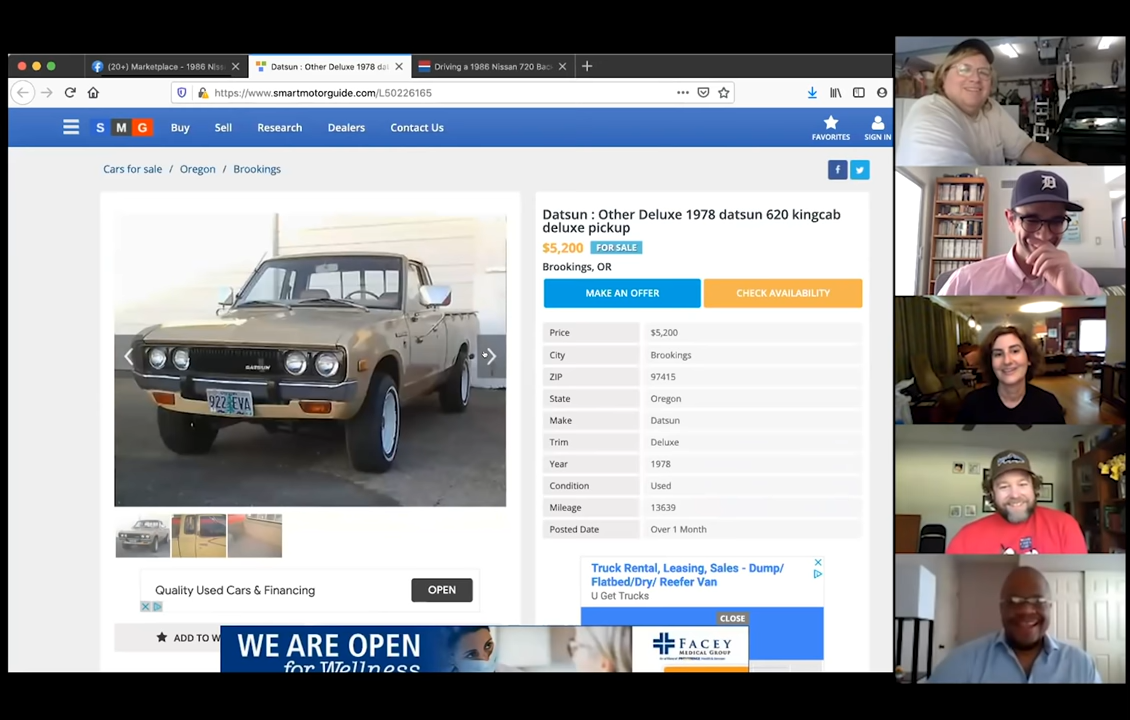 (20+) Marketplace - 1986 Niss
Datsun : Other Deluxe 1978 dat
Driving a 1986 Nissan 720 Bac
https://www.smartmotorguide.com/L50226165
S M G
Buy
Sell
Research
Dealers
Contact Us
FAVORITES
SIGN IN
Cars for sale / Oregon / Brookings
Datsun : Other Deluxe 1978 datsun 620 kingcab
deluxe pickup
$5,200 FOR SALE
Brookings, OR
MAKE AN OFFER
CHECK AVAILABILITY
Price $5,200
City Brookings
ZIP 97415
State Oregon
Make Datsun
Trim Deluxe
Year 1978
Condition Used
Mileage 13639
Posted Date Over 1 Month
DATSUN
922 EVA
Quality Used Cars & Financing
OPEN
ADD TO W
Truck Rental, Leasing, Sales - Dump/
Flatbed/Dry/ Reefer Van
U Get Trucks
CLOSE
WE ARE OPEN
for Wellness
FACEY
MEDICAL GROUP
D